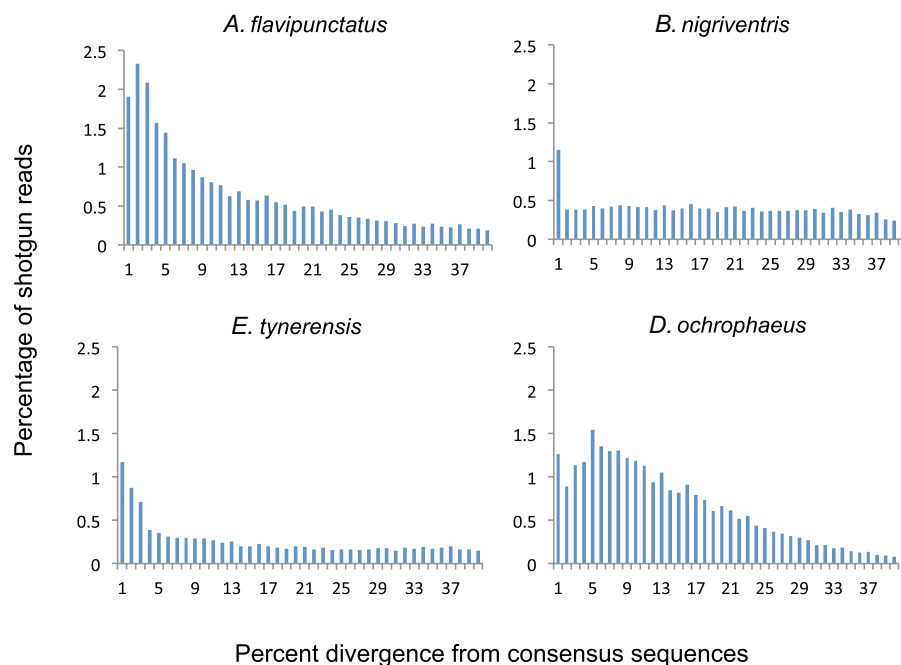 A. flavipunctatus
B. nigriventris
2.5
2
1.5
1
0.5
0
1 5 9 13 17 21 25 29 33 37
2.5
2
1.5
1
0.5
0
1 5 9 13 17 21 25 29 33 37
Percentage of shotgun reads
E. tynerensis
D. ochrophaeus
2.5
2
1.5
1
0.5
0
1 5 9 13 17 21 25 29 33 37
2.5
2
1.5
1
0.5
0
1 5 9 13 17 21 25 29 33 37
Percent divergence from consensus sequences